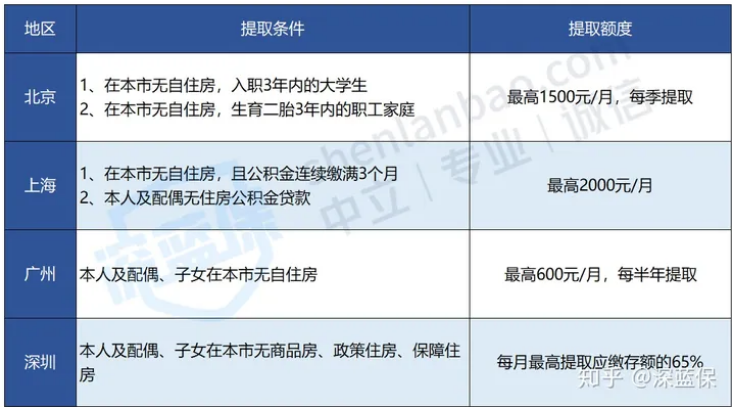 地区 提取条件 提取额度
北京
1、在本市无自住房，入职3年内的大学生
2、在本市无自住房，生育二胎3年内的职工家庭
最高1500元/月，每季提取
上海
1、在本市无自住房，且公积金连续缴满3个月
2、本人及配偶无住房公积金贷款
最高2000元/月
广州
本人及配偶、子女在本市无自住房
最高600元/月，每半年提取
深圳
本人及配偶、子女在本市无商品房、政策住房、保障住
房
每月最高提取应缴存额的65%
深蓝保
shenlanbao.com
中立｜专业｜诚信
知乎 @深蓝保